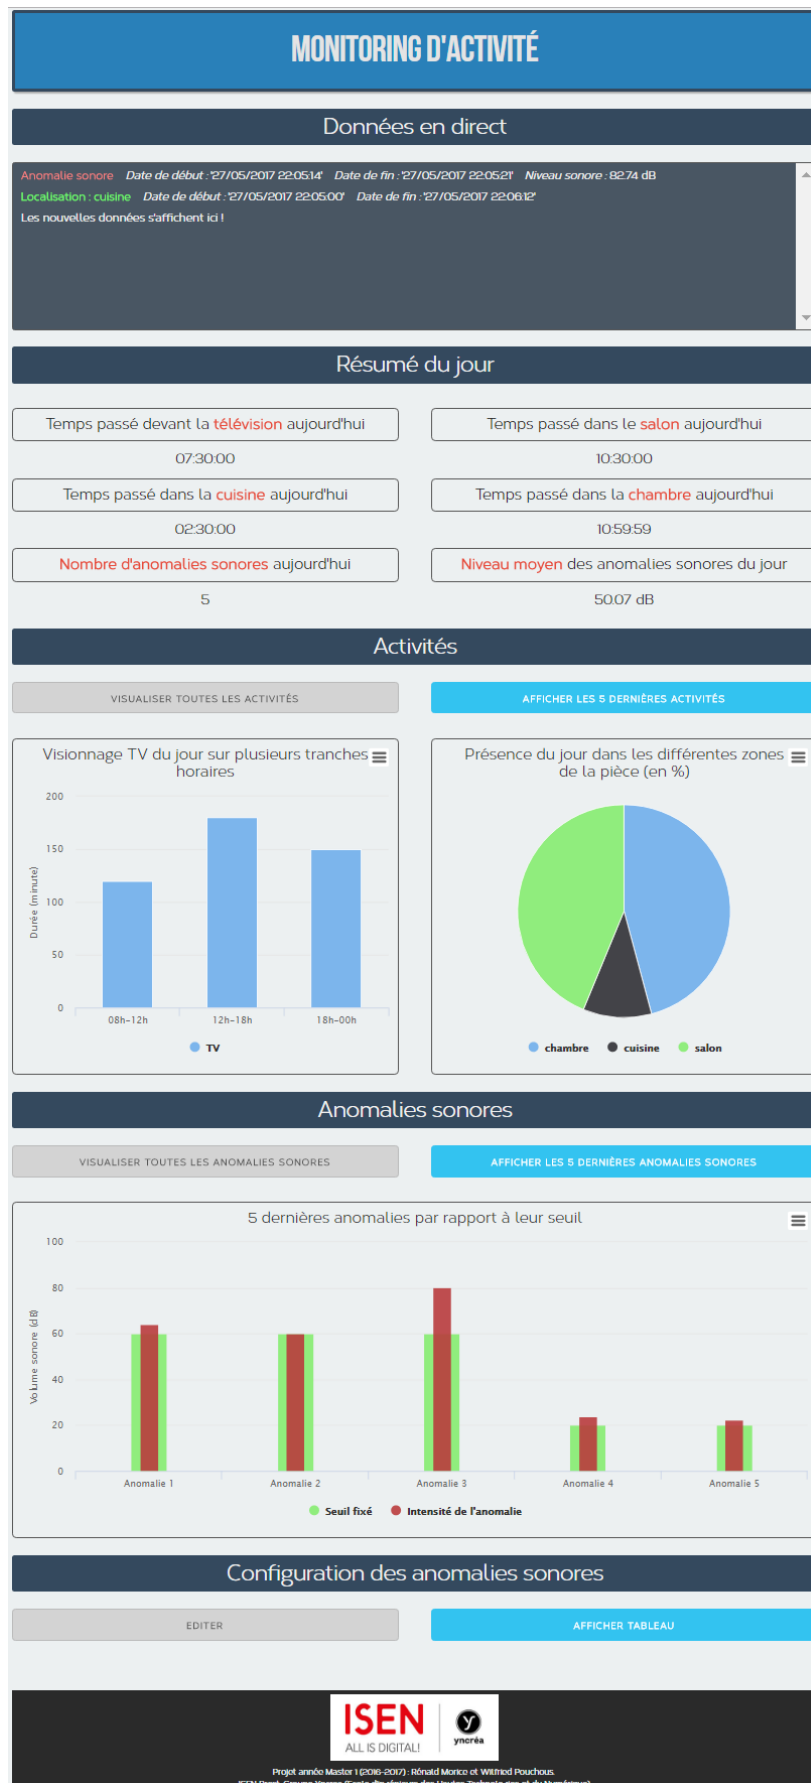 MONITORING D'ACTIVITÉ
Données en direct
Anomalie sonore Date de début : '27/05/2017 22:05:14' Date de fin : '27/05/2017 22:05:21' Niveau sonore : 82.74 dB
Localisation : cuisine Date de début : '27/05/2017 22:05:00' Date de fin : '27/05/2017 22:06:12'
Les nouvelles données s'affichent ici !
Résumé du jour
Temps passé devant la télévision aujourd'hui
07:30:00
Temps passé dans le salon aujourd'hui
10:30:00
Temps passé dans la cuisine aujourd'hui
02:30:00
Temps passé dans la chambre aujourd'hui
10:59:59
Nombre d'anomalies sonores aujourd'hui
5
Niveau moyen des anomalies sonores du jour
50.07 dB
Activités
VISUALISER TOUTES LES ACTIVITÉS
AFFICHER LES 5 DERNIÈRES ACTIVITÉS
Visionnage TV du jour sur plusieurs tranches
horaires
200
150
100
50
0
Durée (minute)
08h-12h 12h-18h 18h-00h
TV
Présence du jour dans les différentes zones
de la pièce (en %)
chambre cuisine salon
Anomalies sonores
VISUALISER TOUTES LES ANOMALIES SONORES
AFFICHER LES 5 DERNIÈRES ANOMALIES SONORES
5 dernières anomalies par rapport à leur seuil
100
80
60
40
20
0
Volume sonore (dB)
Anomalie 1 Anomalie 2 Anomalie 3 Anomalie 4 Anomalie 5
Seuil fixé Intensité de l'anomalie
Configuration des anomalies sonores
EDITER
AFFICHER TABLEAU
ISEN
ALL IS DIGITAL!
yncréa
Projet année Master 1 (2016-2017) : Rénald Morice et Wilfried Pouchous.